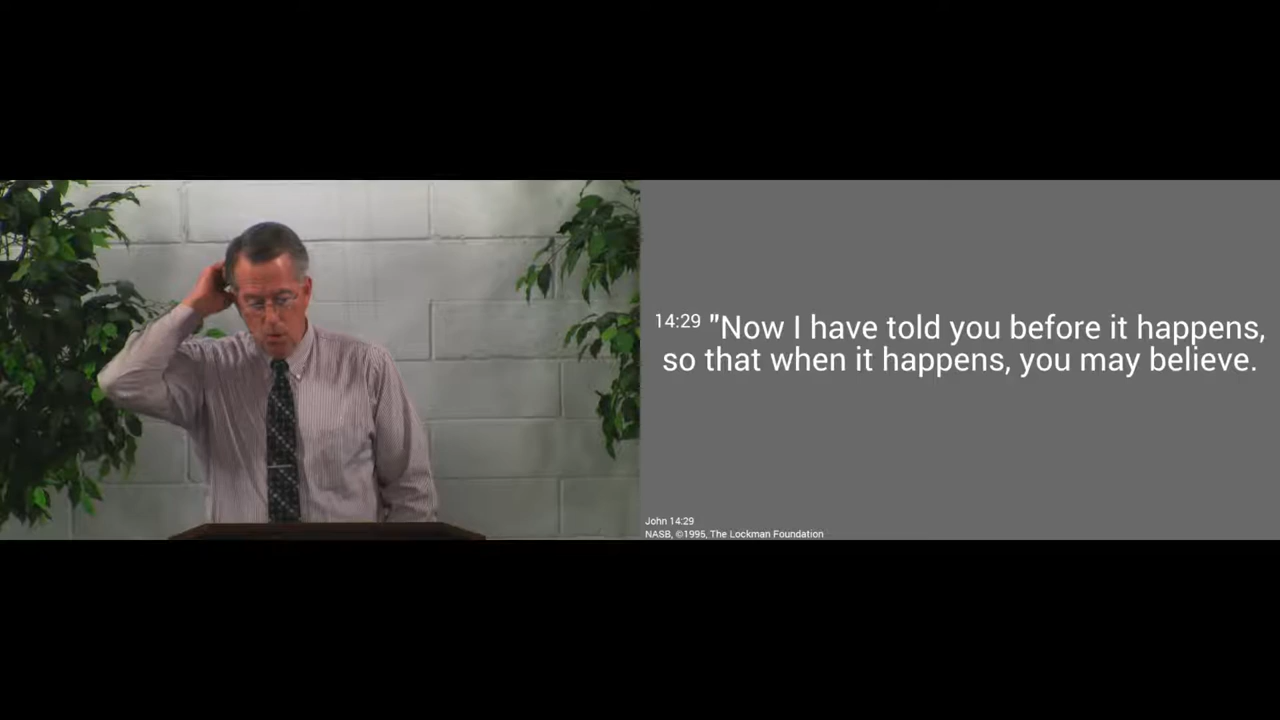 14:29 "Now I have told you before it happens,
so that when it happens, you may believe.
John 14:29
NASB, ©1995, The Lockman Foundation